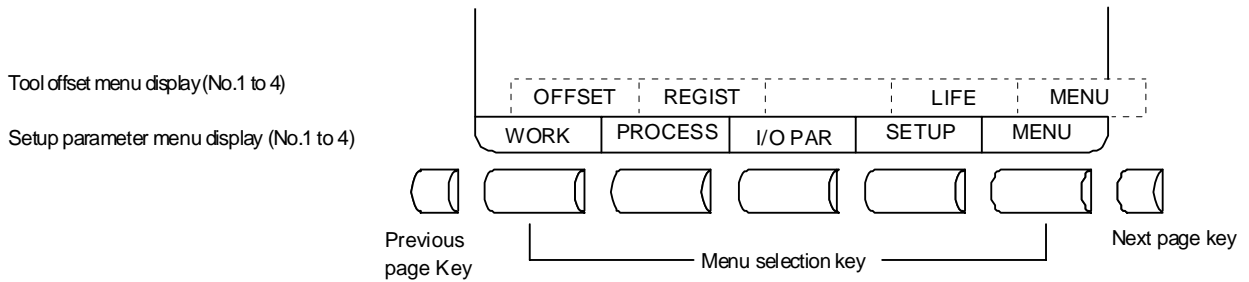 Tool offset menu display (No.1 to 4)
OFFSET REGIST LIFE MENU
Setup parameter menu display (No.1 to 4)
WORK PROCESS I/O PAR SETUP MENU
Previous
page Key
Menu selection key
Next page key